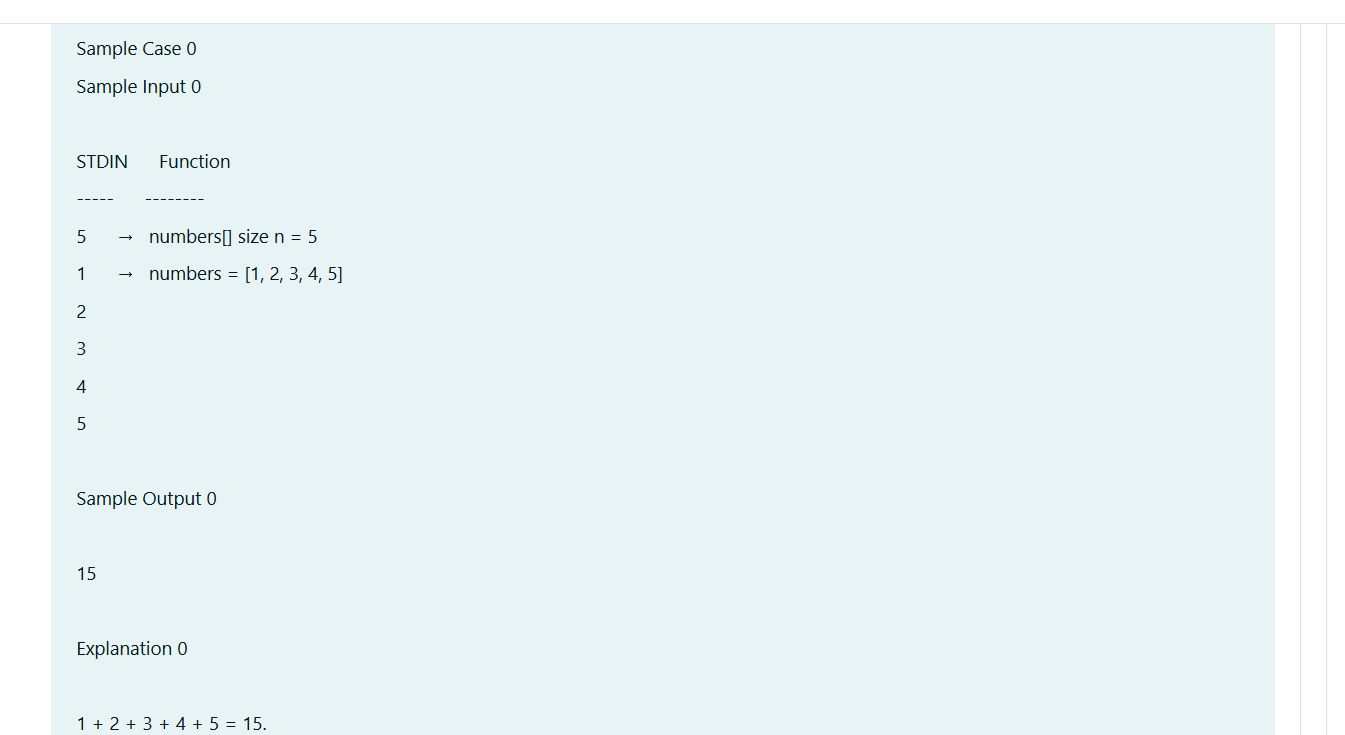 Sample Case 0
Sample Input 0
STDIN Function
----- --------
5 → numbers[] size n = 5
1 → numbers = [1, 2, 3, 4, 5]
2
3
4
5
Sample Output 0
15
Explanation 0
1 + 2 + 3 + 4 + 5 = 15.